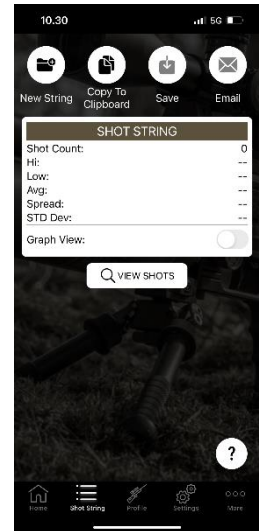 10.30
5G
New String
Copy To
Clipboard
Save
Email
SHOT STRING
Shot Count: 0
Hi: --
Low: --
Avg: --
Spread: --
STD Dev: --
Graph View:
VIEW SHOTS
?
Home
Shot String
Profile
Settings
More